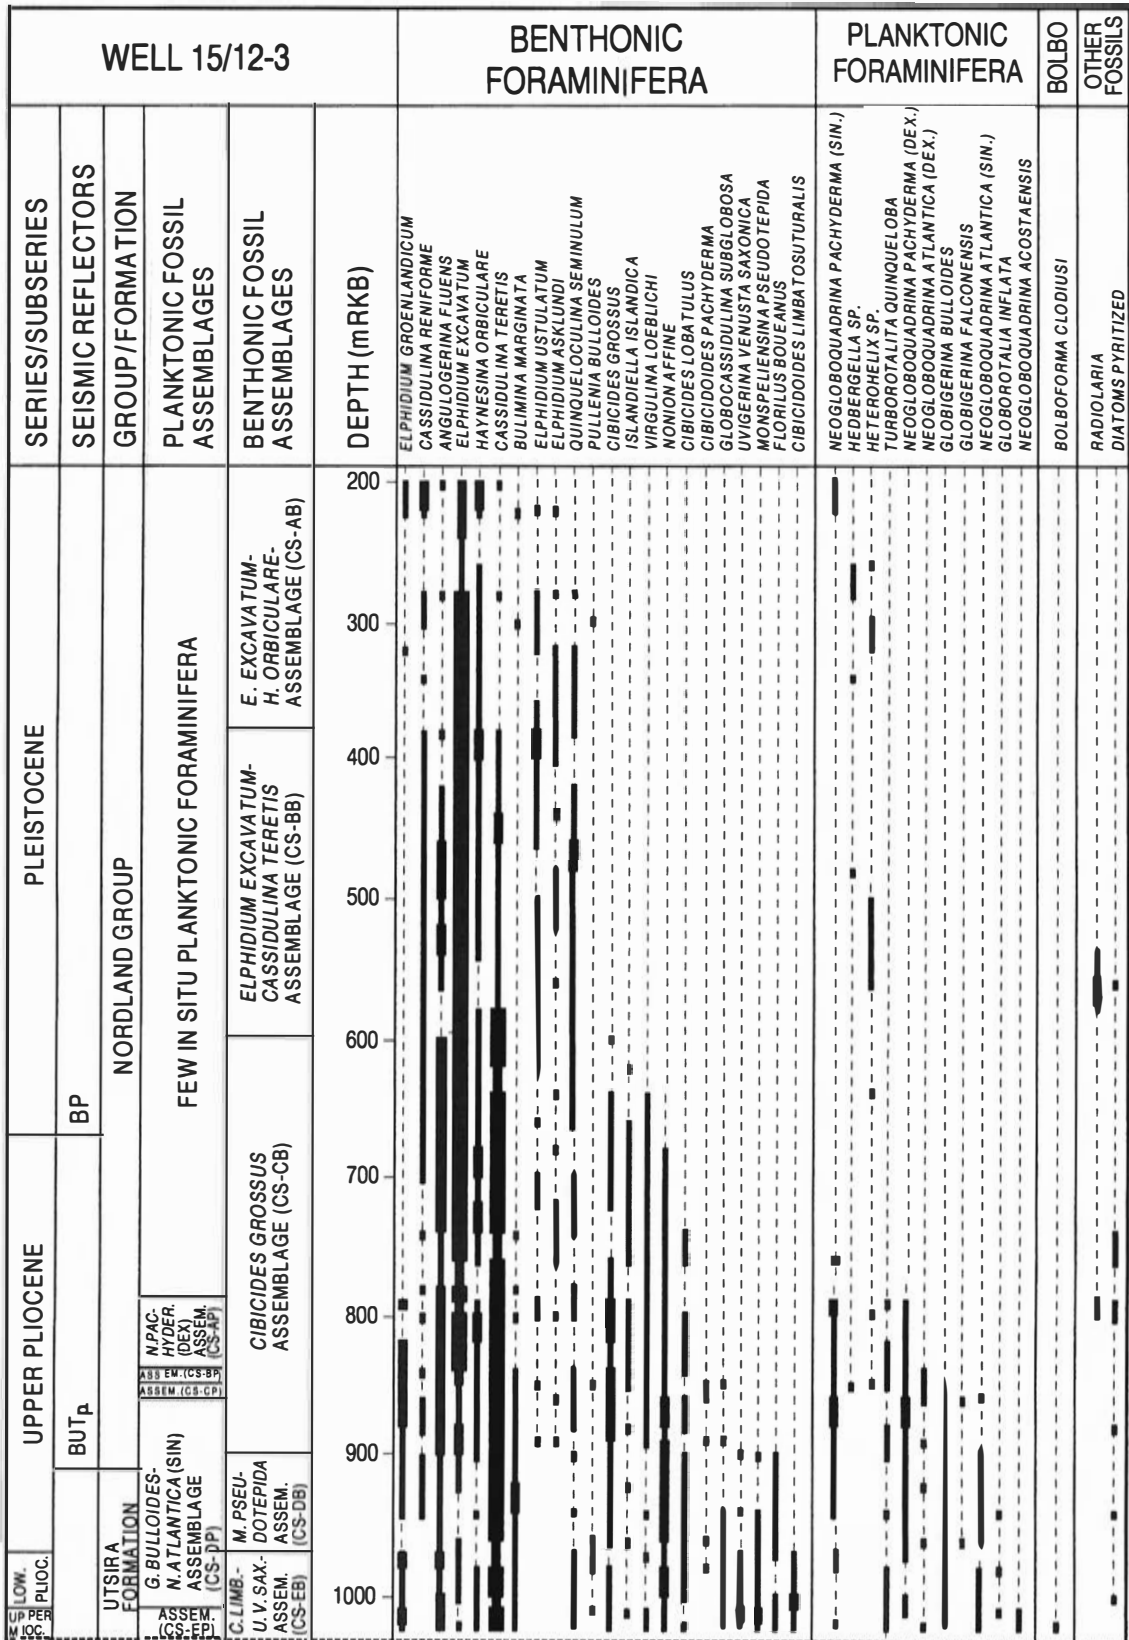 WELL 15/12-3
BENTHONIC
FORAMINIFERA
PLANKTONIC
FORAMINIFERA
BOLBO
OTHER
FOSSILS
SERIES/SUBSERIES
SEISMIC REFLECTORS
GROUP/FORMATION
PLANKTONIC FOSSIL
ASSEMBLAGES
BENTHONIC FOSSIL
ASSEMBLAGES
DEPTH (mRKB)
ELPHIDIUM GROENLANDICUM
CASSIDULINA RENIFORME
ANGULOGERINA FLUENS
ELPHIDIUM EXCAVATUM
HAYNESINA ORBICULARE
CASSIDULINA TERETIS
BULIMINA MARGINATA
ELPHIDIUM USTULATUM
ELPHIDIUM ASKLUNDI
QUINQUELOCULINA SEMINULUM
PULLENIA BULLOIDES
CIBICIDES GROSSUS
ISLANDIELLA ISLANDICA
VIRGULINA LOEBLICHI
NONION AFFINE
CIBICIDES LOBATULUS
CIBICIDOIDES PACHYDERMA
GLOBOCASSIDULINA SUBGLOBOSA
UVIGERINA VENUSTA SAXONICA
MONSPELIENSINA PSEUDOTEPIDA
FLORILUS BOUEANUS
CIBICIDOIDES LIMBATOSUTURALIS
NEOGLOBOQUADRINA PACHYDERMA (SIN.)
HEDBERGELLA SP.
HETEROHELIX SP.
TURBOROTALITA QUINQUELOBA
NEOGLOBOQUADRINA PACHYDERMA (DEX.)
NEOGLOBOQUADRINA ATLANTICA (DEX.)
GLOBIGERINA BULLOIDES
GLOBIGERINA FALCONENSIS
NEOGLOBOQUADRINA ATLANTICA (SIN.)
GLOBOROTALIA INFLATA
NEOGLOBOQUADRINA ACOSTAENSIS
BOLBOFORMA CLODIUSI
RADIOLARIA
DIATOMS PYRITIZED
200
300
400
500
600
700
800
900
1000
PLEISTOCENE
UPPER PLIOCENE
LOW.
PLIOC.
UPPER
MIOC.
BP
BUTp
NORDLAND GROUP
UTSIRA
FORMATION
FEW IN SITU PLANKTONIC FORAMINIFERA
N.PAC-
HYDER.
(DEX)
ASSEM.
(CS-AP)
ASSEM.(CS-BP)
ASSEM.(CS-CP)
G. BULLOIDES-
N. ATLANTICA (SIN)
ASSEMBLAGE
(CS-DP)
ASSEM.
(CS-EP)
E. EXCAVATUM-
H. ORBICULARE-
ASSEMBLAGE (CS-AB)
ELPHIDIUM EXCAVATUM-
CASSIDULINA TERETIS
ASSEMBLAGE (CS-BB)
CIBICIDES GROSSUS
ASSEMBLAGE (CS-CB)
M. PSEU-
DOTEPIDA
ASSEM.
(CS-DB)
C. LIMB.-
U.V. SAX.-
ASSEM.
(CS-EB)